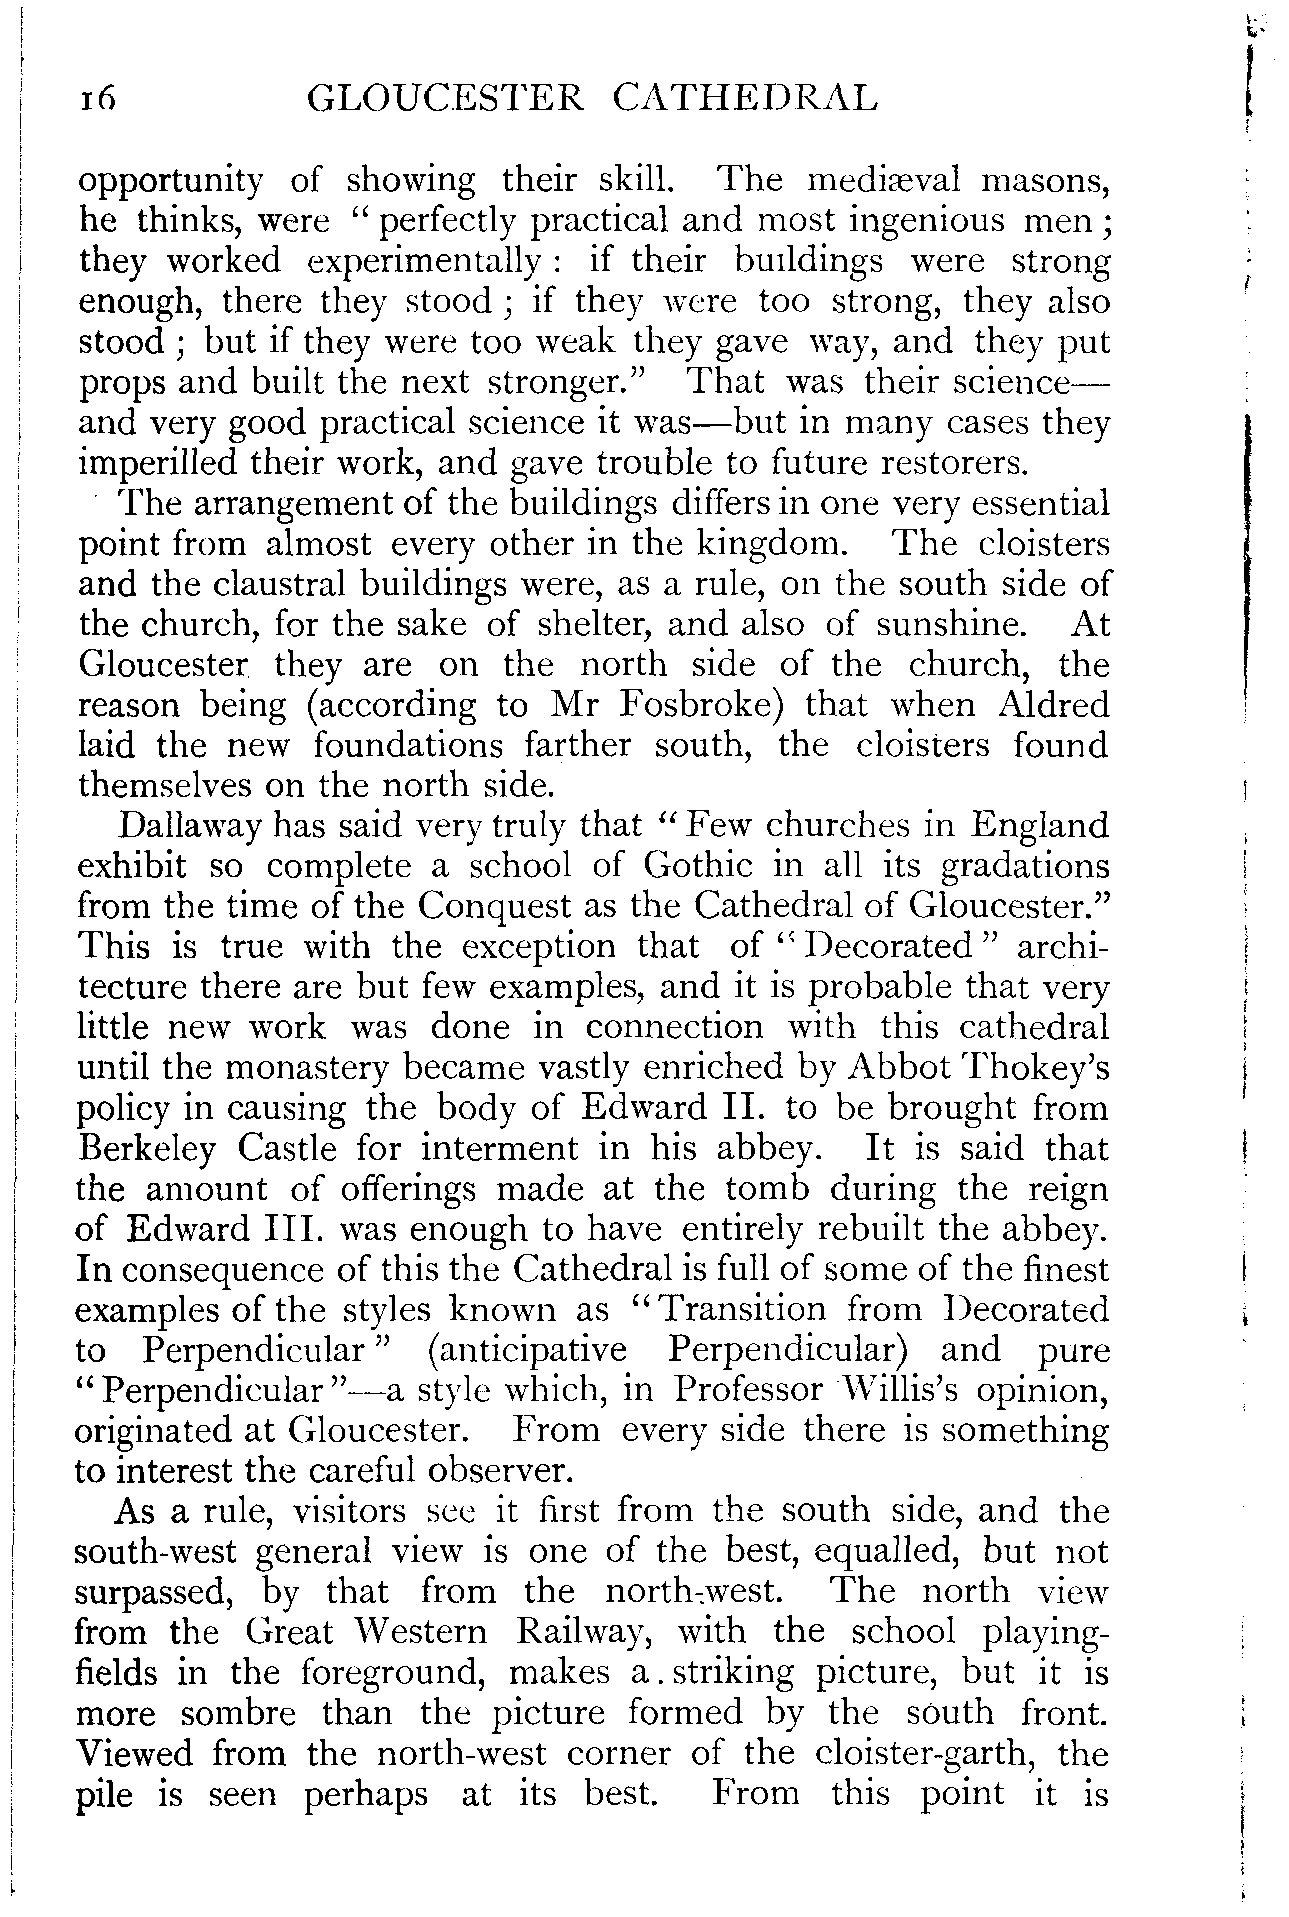 16 GLOUCESTER CATHEDRAL
opportunity of showing their skill. The mediæval masons,
he thinks, were “perfectly practical and most ingenious men;
they worked experimentally: if their buildings were strong
enough, there they stood; if they were too strong, they also
stood; but if they were too weak they gave way, and they put
props and built the next stronger.” That was their science—
and very good practical science it was—but in many cases they
imperilled their work, and gave trouble to future restorers.
The arrangement of the buildings differs in one very essential
point from almost every other in the kingdom. The cloisters
and the claustral buildings were, as a rule, on the south side of
the church, for the sake of shelter, and also of sunshine. At
Gloucester they are on the north side of the church, the
reason being (according to Mr Fosbroke) that when Aldred
laid the new foundations farther south, the cloisters found
themselves on the north side.
Dallaway has said very truly that “Few churches in England
exhibit so complete a school of Gothic in all its gradations
from the time of the Conquest as the Cathedral of Gloucester.”
This is true with the exception that of “Decorated” archi-
tecture there are but few examples, and it is probable that very
little new work was done in connection with this cathedral
until the monastery became vastly enriched by Abbot Thokey’s
policy in causing the body of Edward II. to be brought from
Berkeley Castle for interment in his abbey. It is said that
the amount of offerings made at the tomb during the reign
of Edward III. was enough to have entirely rebuilt the abbey.
In consequence of this the Cathedral is full of some of the finest
examples of the styles known as “Transition from Decorated
to Perpendicular” (anticipative Perpendicular) and pure
“Perpendicular”—a style which, in Professor Willis’s opinion,
originated at Gloucester. From every side there is something
to interest the careful observer.
As a rule, visitors see it first from the south side, and the
south-west general view is one of the best, equalled, but not
surpassed, by that from the north-west. The north view
from the Great Western Railway, with the school playing-
fields in the foreground, makes a striking picture, but it is
more sombre than the picture formed by the south front.
Viewed from the north-west corner of the cloister-garth, the
pile is seen perhaps at its best. From this point it is